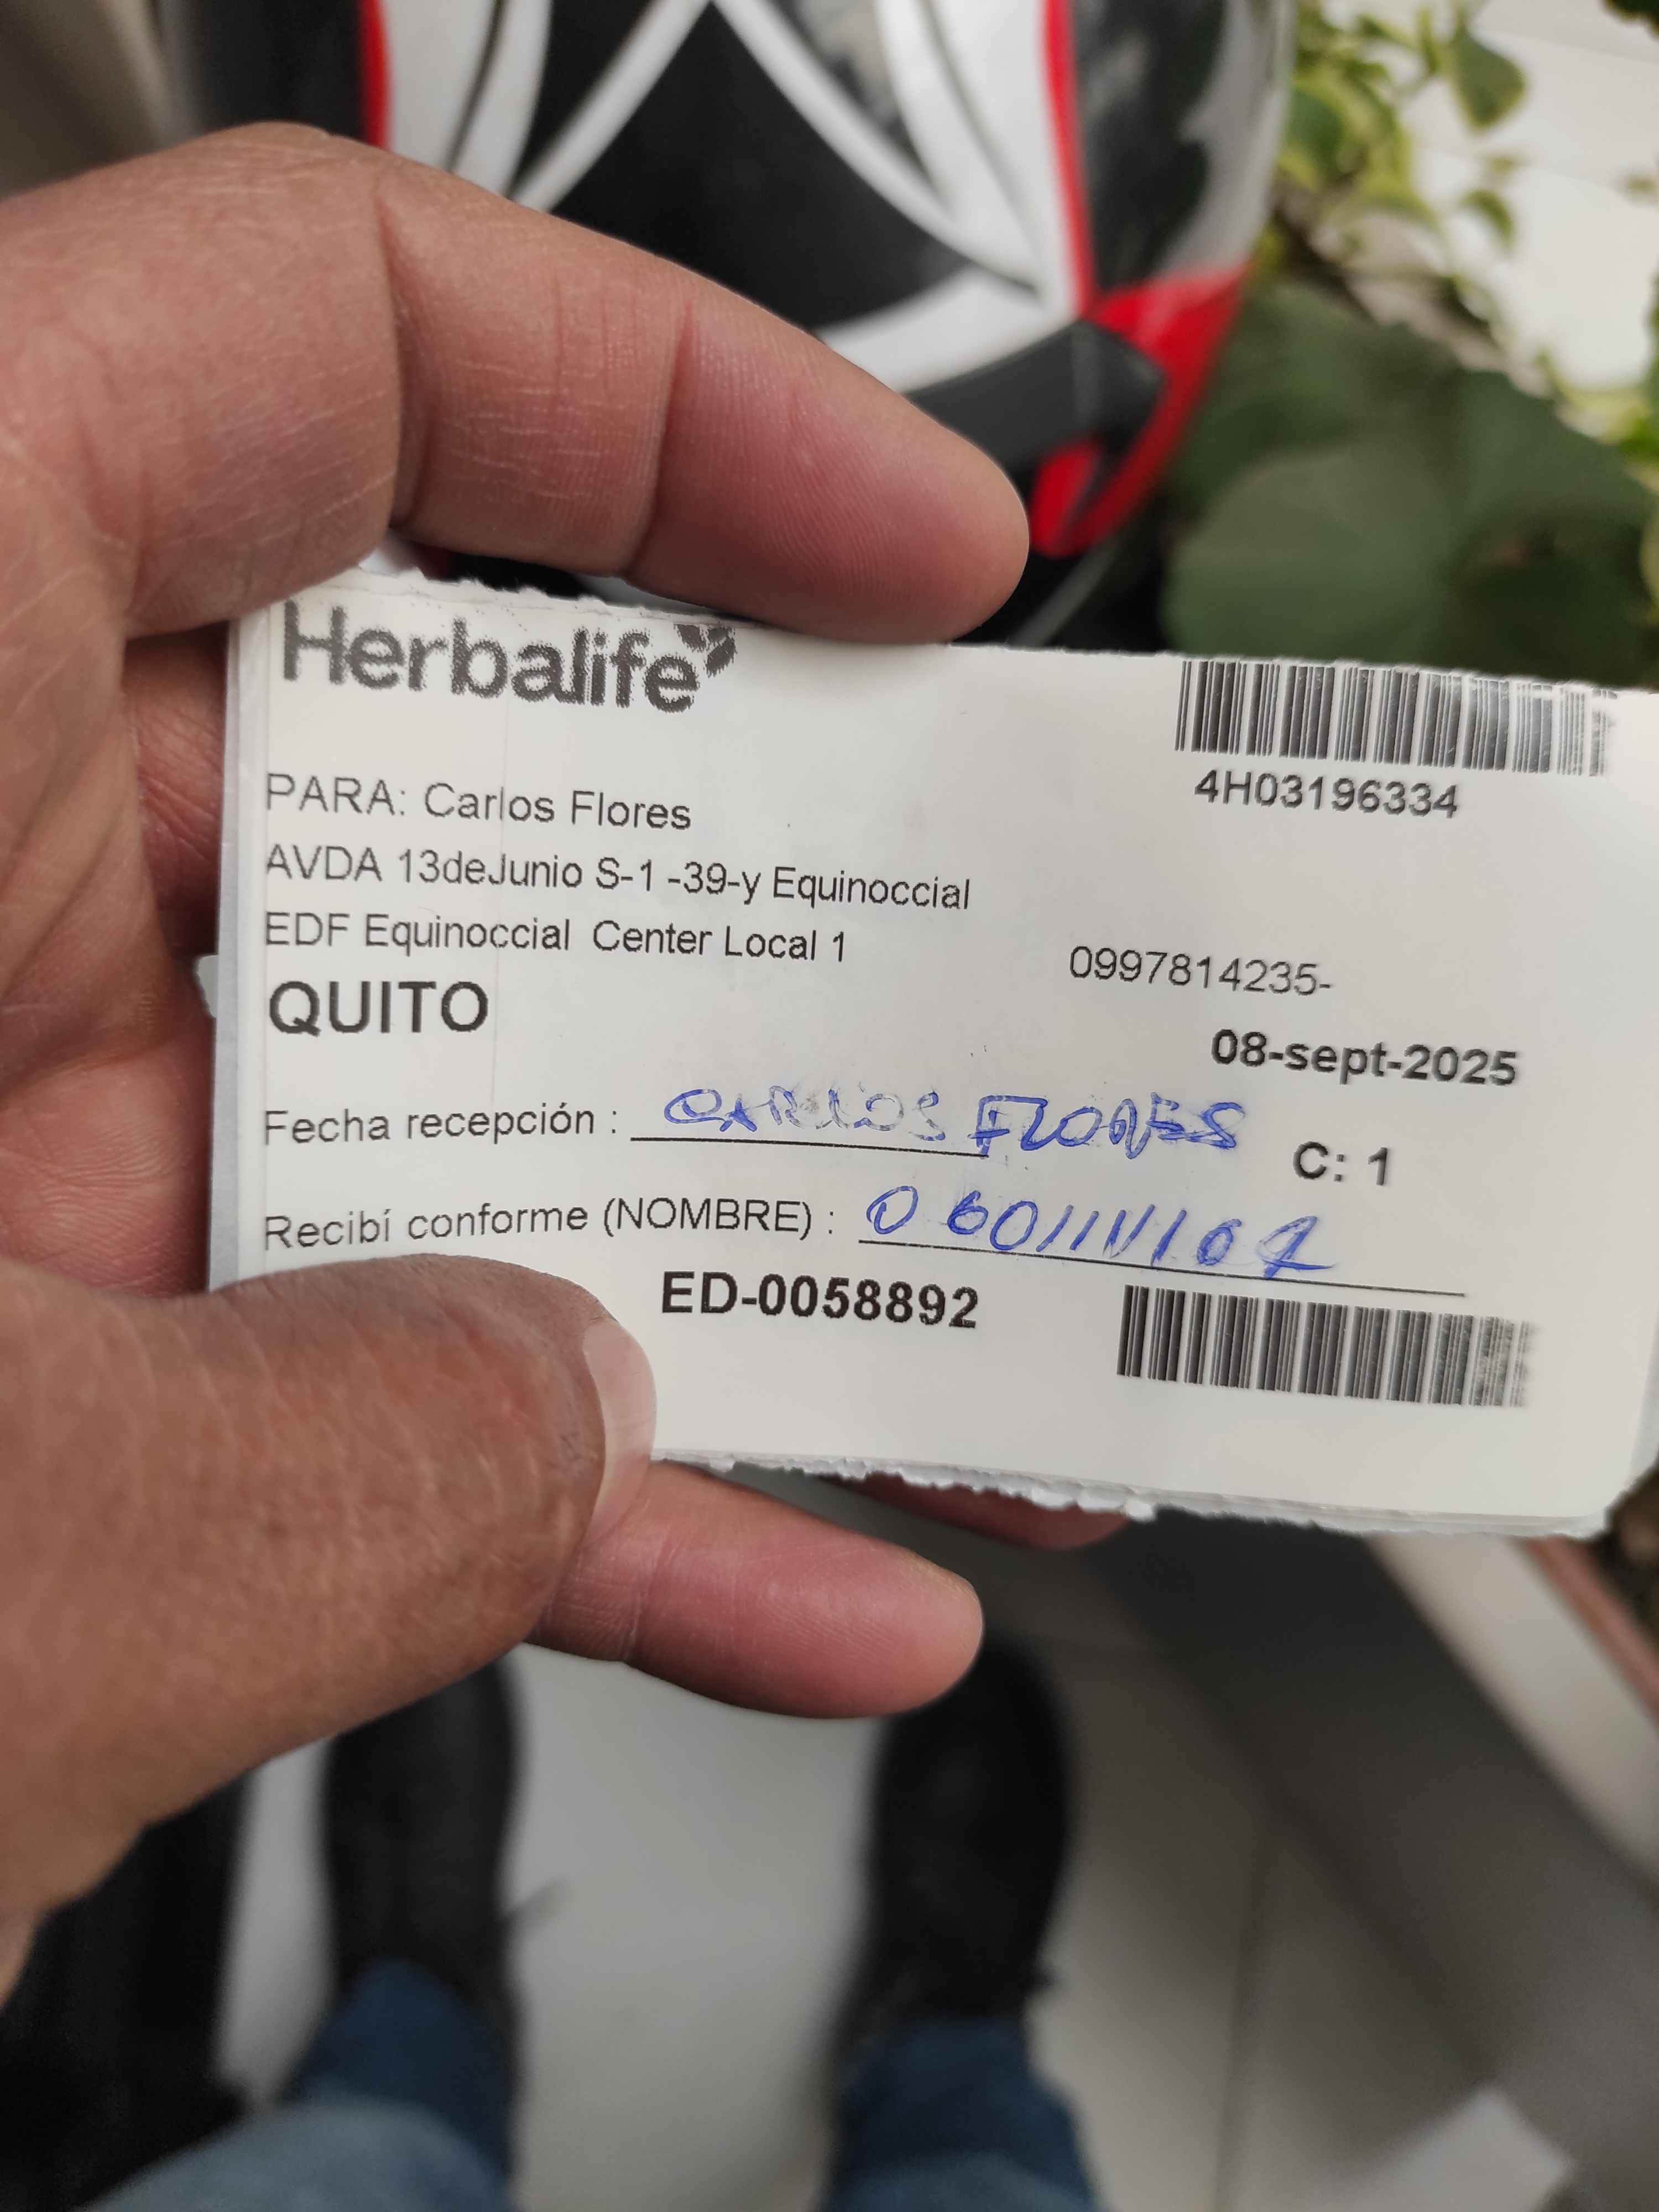 Herbalife
4H03196334
PARA: Carlos Flores
AVDA 13deJunio S-1 -39-y Equinoccial
EDF Equinoccial Center Local 1
0997814235-
QUITO
08-sept-2025
Fecha recepción : CARLOS FLORES
C: 1
Recibí conforme (NOMBRE) :
ED-0058892